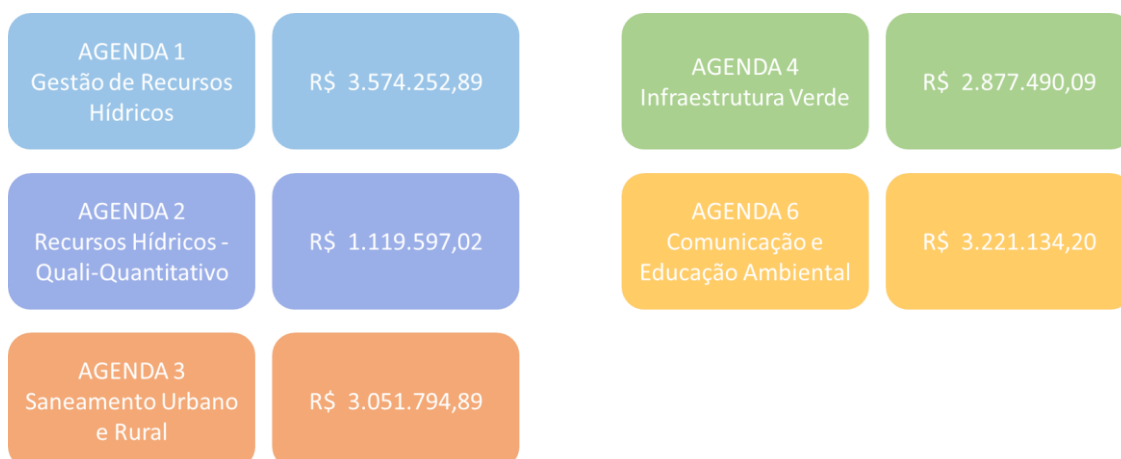 AGENDA 1
Gestão de Recursos
Hídricos
R$ 3.574.252,89
AGENDA 2
Recursos Hídricos -
Quali-Quantitativo
R$ 1.119.597,02
AGENDA 3
Saneamento Urbano
e Rural
R$ 3.051.794,89
AGENDA 4
Infraestrutura Verde
R$ 2.877.490,09
AGENDA 6
Comunicação e
Educação Ambiental
R$ 3.221.134,20